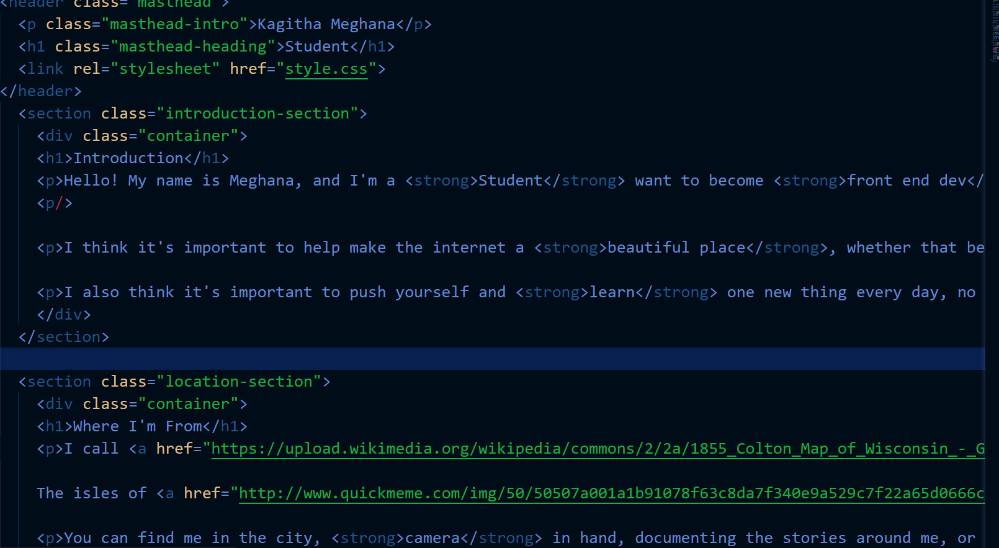 <header class="masthead">
<p class="masthead-intro">Kagitha Meghana</p>
<h1 class="masthead-heading">Student</h1>
<link rel="stylesheet" href="style.css">
</header>
<section class="introduction-section">
<div class="container">
<h1>Introduction</h1>
<p>Hello! My name is Meghana, and I'm a <strong>Student</strong> want to become <strong>front end dev</
<p/>
<p>I think it's important to help make the internet a <strong>beautiful place</strong>, whether that be
<p>I also think it's important to push yourself and <strong>learn</strong> one new thing every day, no
</div>
</section>
<section class="location-section">
<div class="container">
<h1>Where I'm From</h1>
<p>I call <a href="https://upload.wikimedia.org/wikipedia/commons/2/2a/1855_Colton_Map_of_Wisconsin_-_G
The isles of <a href="http://www.quickmeme.com/img/50/50507a001a1b91078f63c8da7f340e9a529c7f22a65d0666c
<p>You can find me in the city, <strong>camera</strong> in hand, documenting the stories around me, or